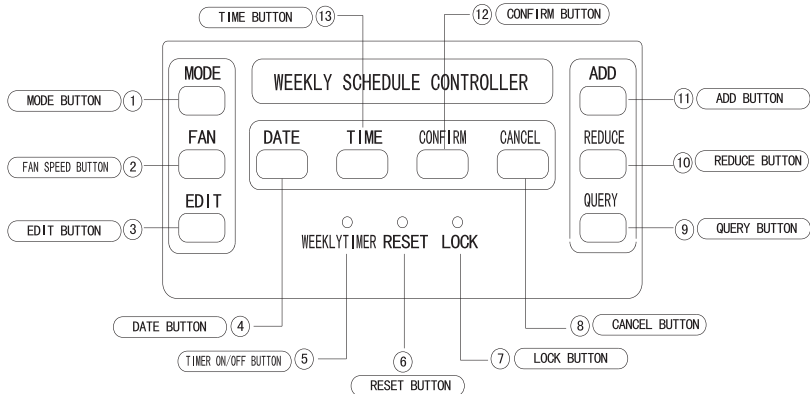 TIME BUTTON 13
12 CONFIRM BUTTON
MODE
WEEKLY SCHEDULE CONTROLLER
ADD
MODE BUTTON 1
11 ADD BUTTON
FAN
DATE TIME CONFIRM CANCEL
REDUCE
FAN SPEED BUTTON 2
10 REDUCE BUTTON
EDIT
QUERY
EDIT BUTTON 3
9 QUERY BUTTON
WEEKLYTIMER RESET LOCK
DATE BUTTON 4
8 CANCEL BUTTON
TIMER ON/OFF BUTTON 5
6
7 LOCK BUTTON
RESET BUTTON